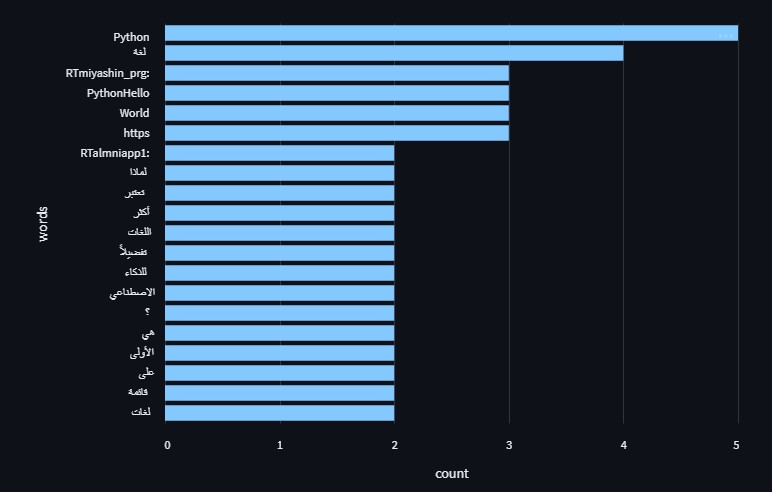 Python
لغة
RTmiyashin_prg:
PythonHello
World
https
RTalmniapp1:
لماذا
تعتبر
أكثر
اللغات
تفضيلاً
للذكاء
الاصطناعي
؟
هي
الأولى
على
قائمة
لغات
words
0 1 2 3 4 5
count